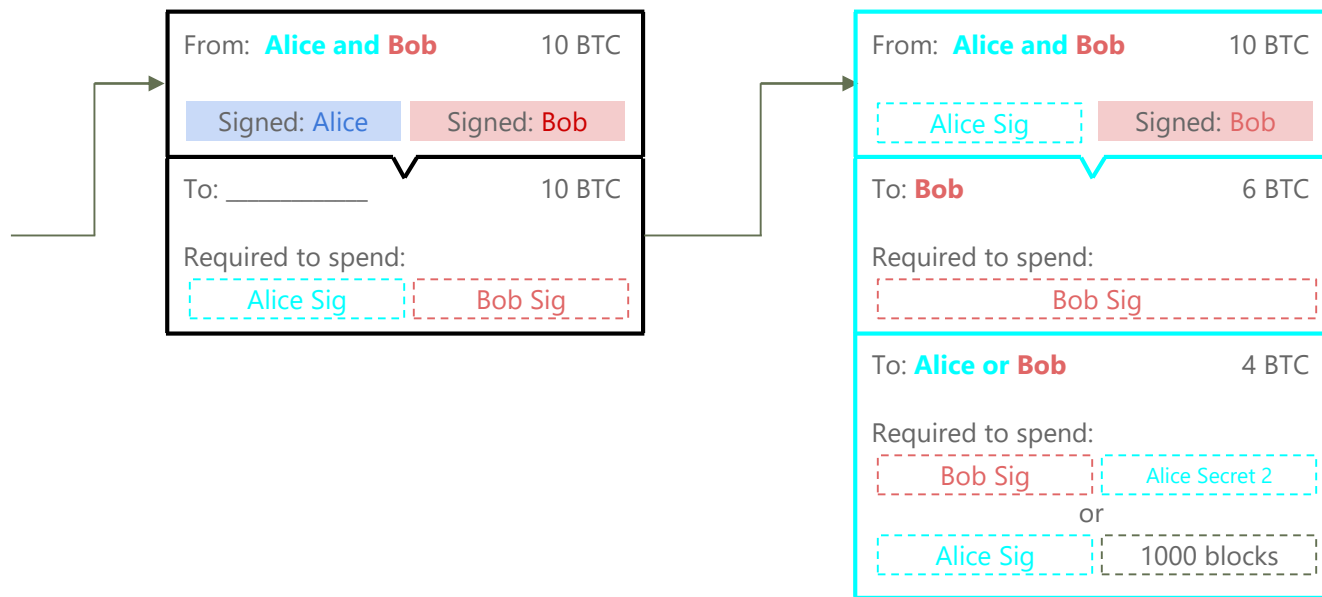 From: Alice and Bob 10 BTC
Signed: Alice Signed: Bob
To: _____________ 10 BTC
Required to spend:
Alice Sig Bob Sig
From: Alice and Bob 10 BTC
Alice Sig Signed: Bob
To: Bob 6 BTC
Required to spend:
Bob Sig
To: Alice or Bob 4 BTC
Required to spend:
Bob Sig Alice Secret 2
or
Alice Sig 1000 blocks